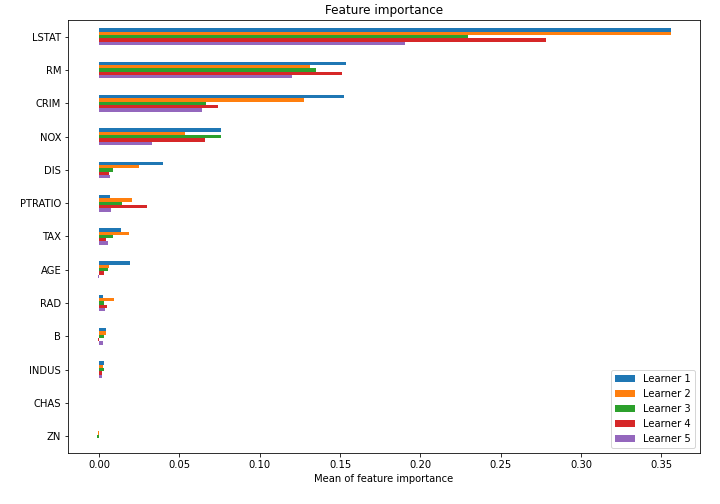 Feature importance
LSTAT
RM
CRIM
NOX
DIS
PTRATIO
TAX
AGE
RAD
B
INDUS
CHAS
ZN
Learner 1
Learner 2
Learner 3
Learner 4
Learner 5
0.00 0.05 0.10 0.15 0.20 0.25 0.30 0.35
Mean of feature importance